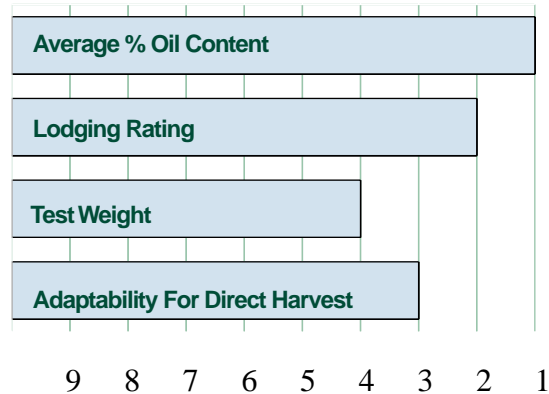 Average % Oil Content
Lodging Rating
Test Weight
Adaptability For Direct Harvest
9 8 7 6 5 4 3 2 1